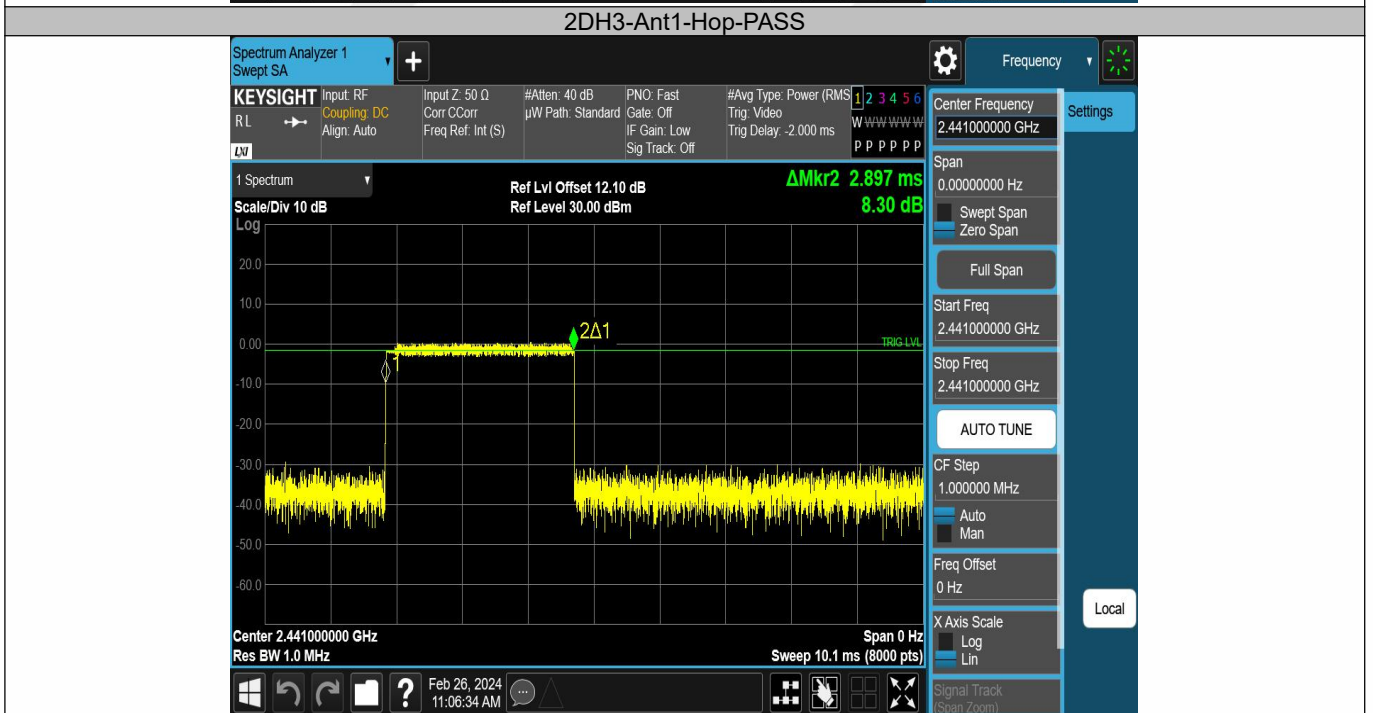 2DH3-Ant1-Hop-PASS
Spectrum Analyzer 1
Swept SA
Frequency
KEYSIGHT
RL
LXI
Input: RF
Coupling: DC
Align: Auto
Input Z: 50 Ω
Corr CCorr
Freq Ref: Int (S)
#Atten: 40 dB
µW Path: Standard
PNO: Fast
Gate: Off
IF Gain: Low
Sig Track: Off
#Avg Type: Power (RMS
Trig: Video
Trig Delay: -2.000 ms
1 2 3 4 5 6
W W W W W W
P P P P P P
1 Spectrum
Scale/Div 10 dB
Log
Ref Lvl Offset 12.10 dB
Ref Level 30.00 dBm
ΔMkr2 2.897 ms
8.30 dB
20.0
10.0
0.00
-10.0
-20.0
-30.0
-40.0
-50.0
-60.0
2Δ1
1
TRIG LVL
Center 2.441000000 GHz
Res BW 1.0 MHz
Span 0 Hz
Sweep 10.1 ms (8000 pts)
Center Frequency
2.441000000 GHz
Settings
Span
0.00000000 Hz
Swept Span
Zero Span
Full Span
Start Freq
2.441000000 GHz
Stop Freq
2.441000000 GHz
AUTO TUNE
CF Step
1.000000 MHz
Auto
Man
Freq Offset
0 Hz
Local
X Axis Scale
Log
Lin
Signal Track
(Span Zoom)
?
Feb 26, 2024
11:06:34 AM